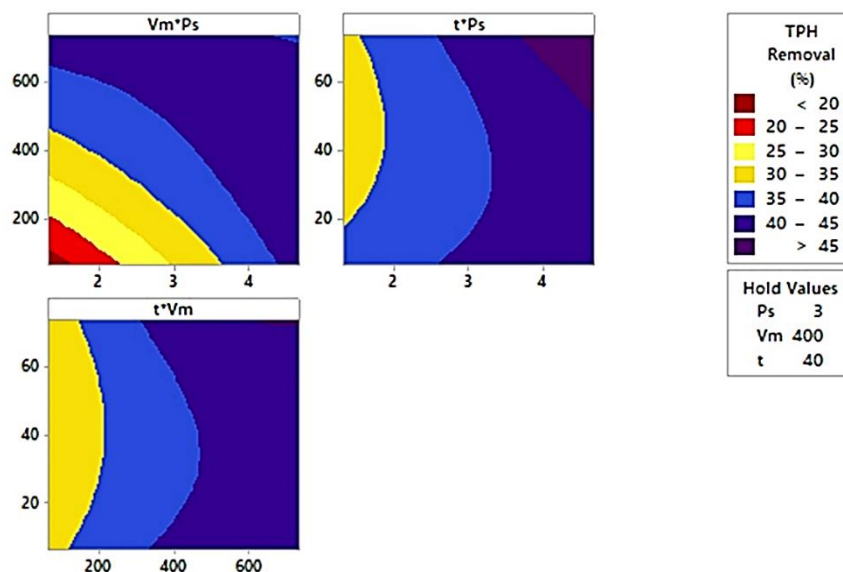 Vm*Ps
600
400
200
2 3 4
t*Ps
60
40
20
2 3 4
t*Vm
60
40
20
200 400 600
TPH
Removal
(%)
< 20
20 – 25
25 – 30
30 – 35
35 – 40
40 – 45
> 45
Hold Values
Ps 3
Vm 400
t 40